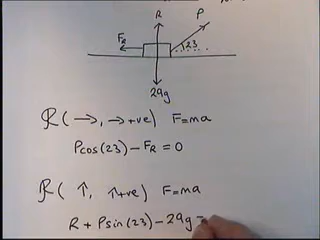 R P
F_R 23
29g
R(→, →+ve) F=ma
Pcos(23) - F_R = 0
R(↑, ↑+ve) F=ma
R + Psin(23) - 29g =